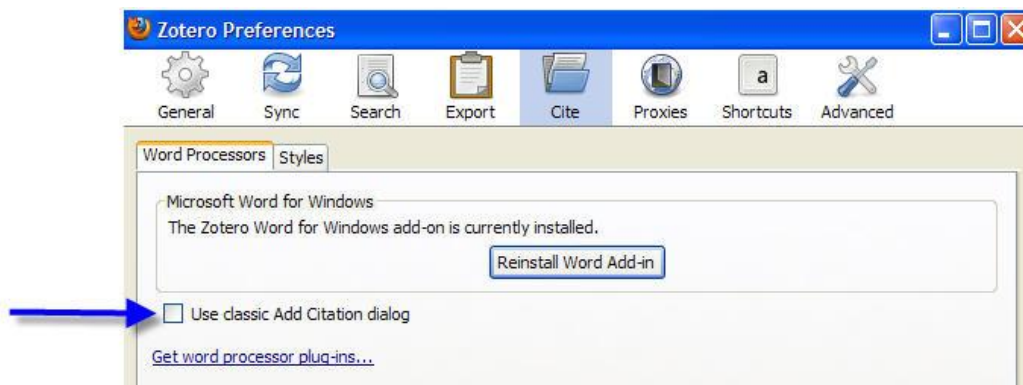 Zotero Preferences
General Sync Search Export Cite a Proxies Shortcuts Advanced
Word Processors Styles
Microsoft Word for Windows
The Zotero Word for Windows add-on is currently installed.
Reinstall Word Add-in
Use classic Add Citation dialog
Get word processor plug-ins...